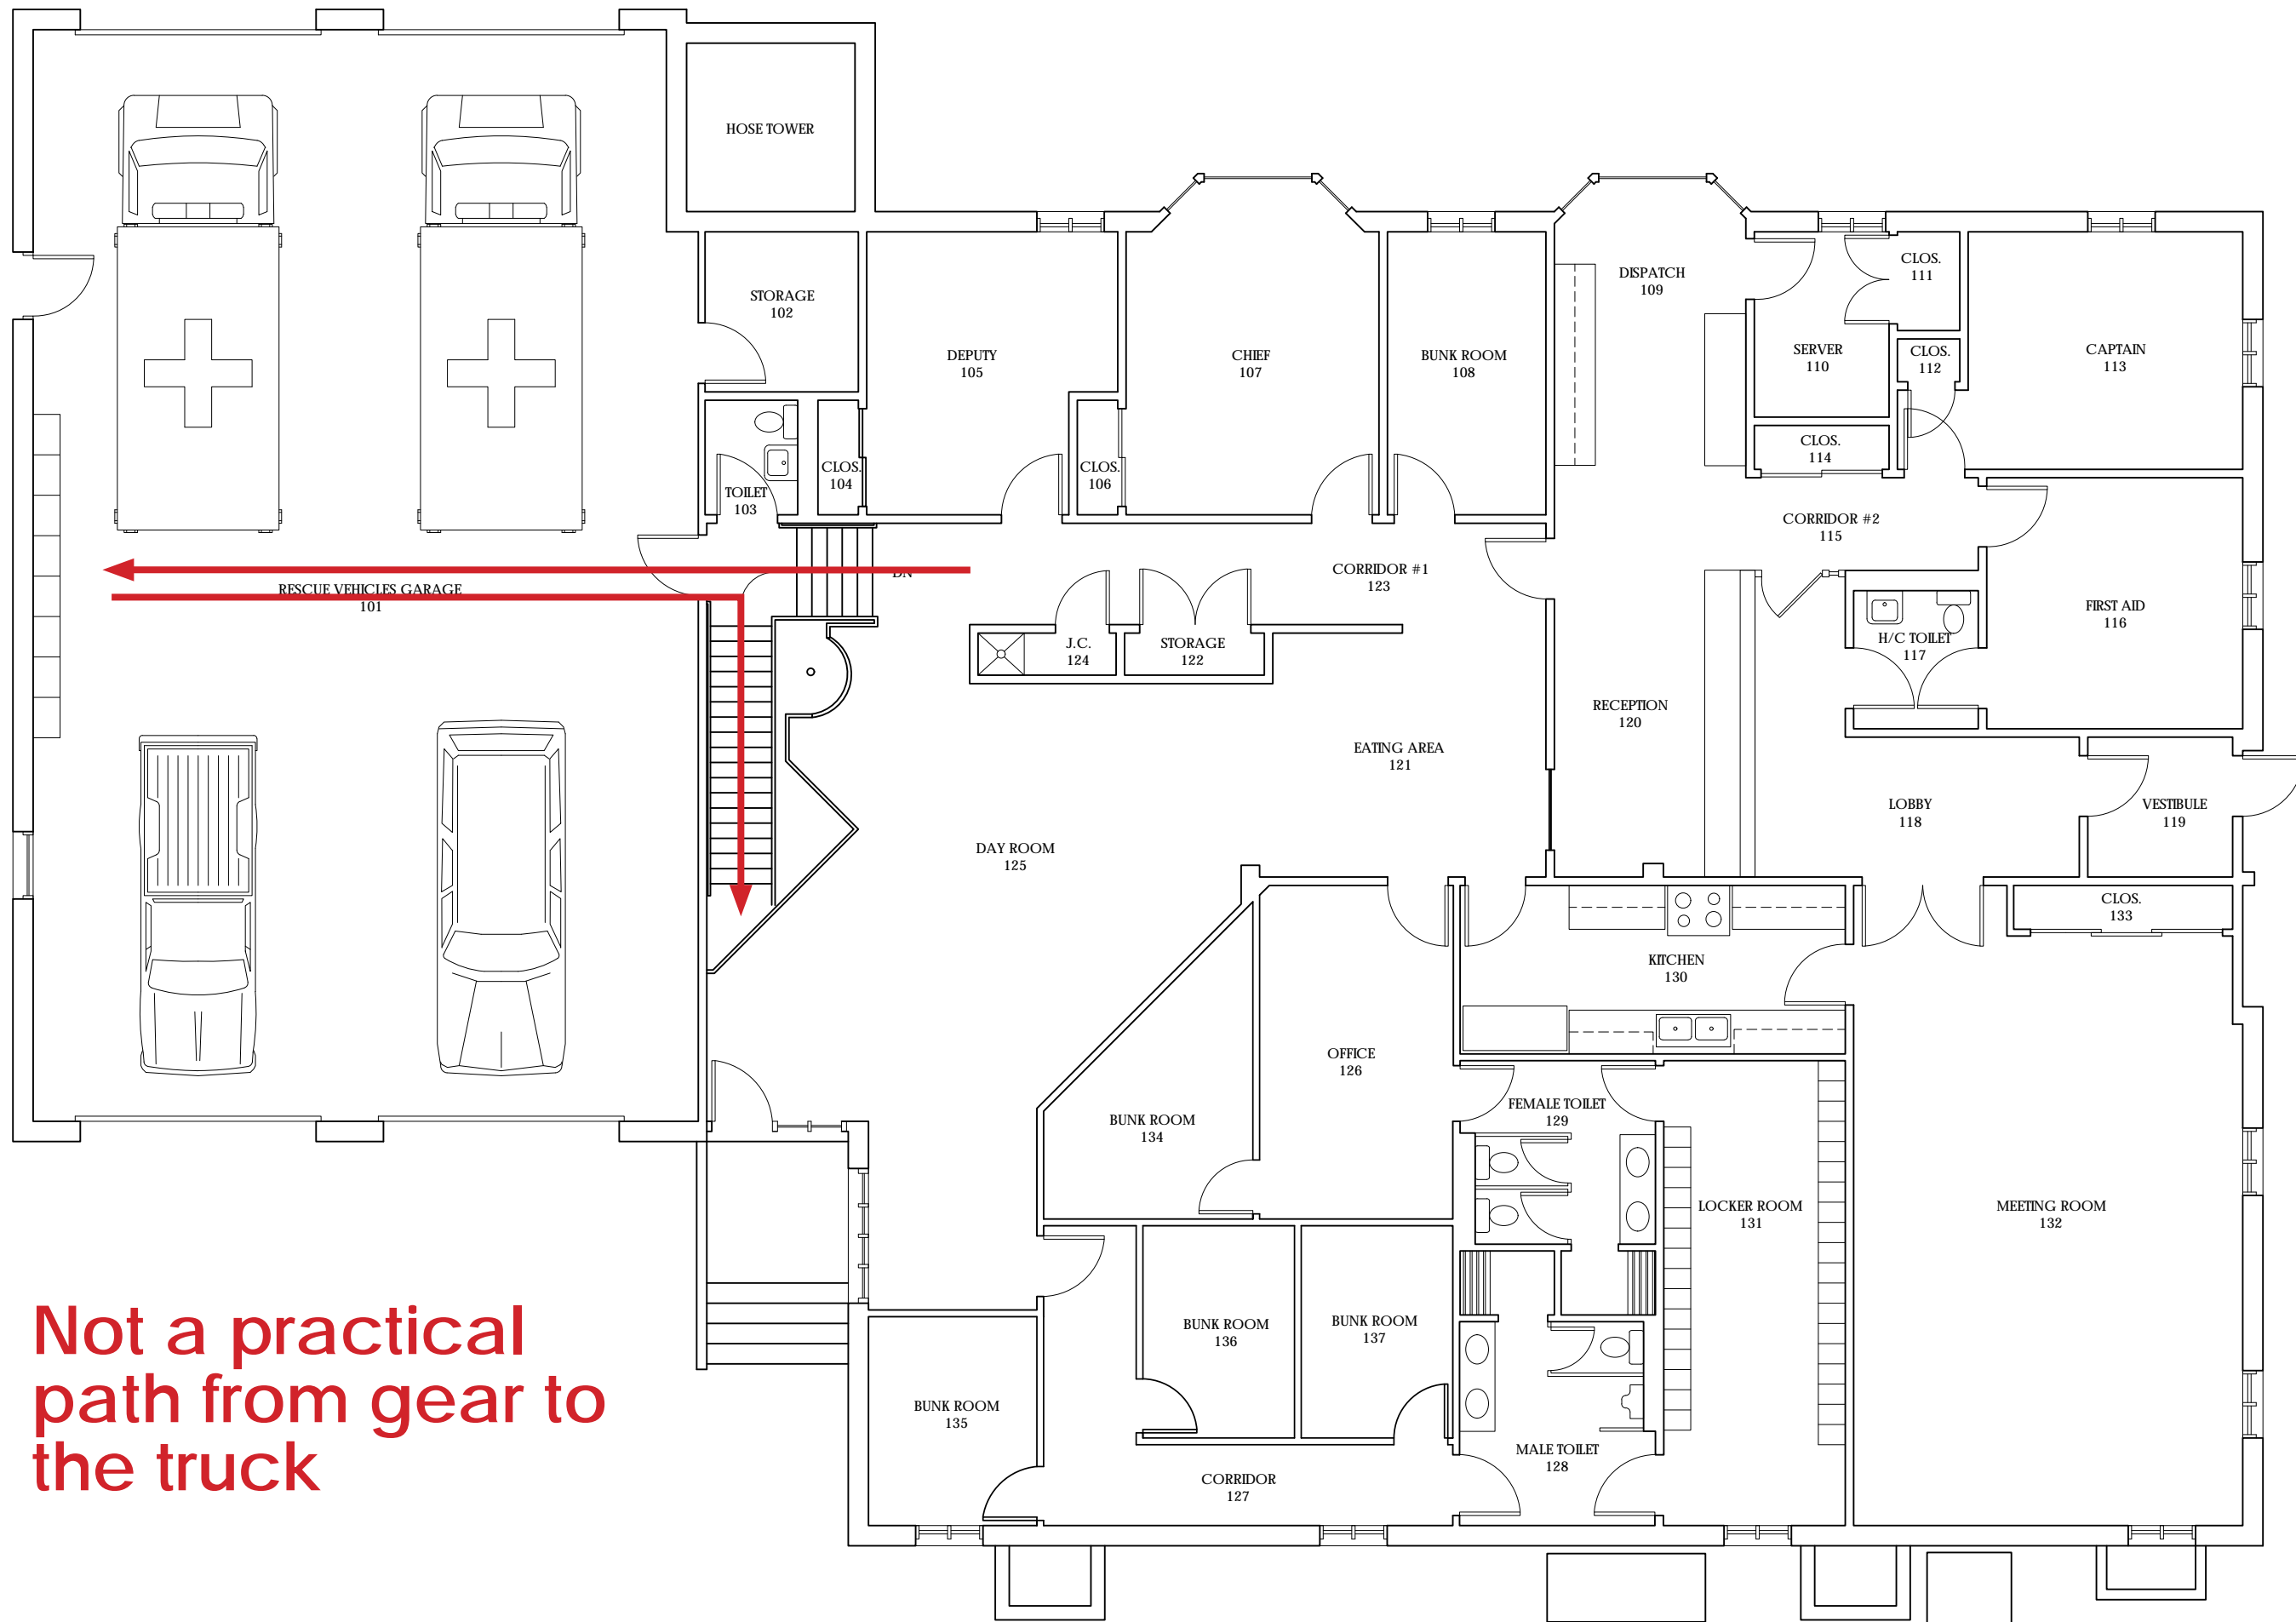 HOSE TOWER
STORAGE
102
DEPUTY
105
CHIEF
107
BUNK ROOM
108
DISPATCH
109
SERVER
110
CLOS.
111
CLOS.
112
CAPTAIN
113
CLOS.
114
TOILET
103
CLOS.
104
CLOS.
106
CORRIDOR #2
115
DN
CORRIDOR #1
123
RESCUE VEHICLES GARAGE
101
J.C.
124
STORAGE
122
H/C TOILET
117
FIRST AID
116
RECEPTION
120
EATING AREA
121
LOBBY
118
VESTIBULE
119
DAY ROOM
125
CLOS.
133
KITCHEN
130
OFFICE
126
BUNK ROOM
134
FEMALE TOILET
129
LOCKER ROOM
131
MEETING ROOM
132
BUNK ROOM
136
BUNK ROOM
137
BUNK ROOM
135
MALE TOILET
128
CORRIDOR
127
Not a practical
path from gear to
the truck